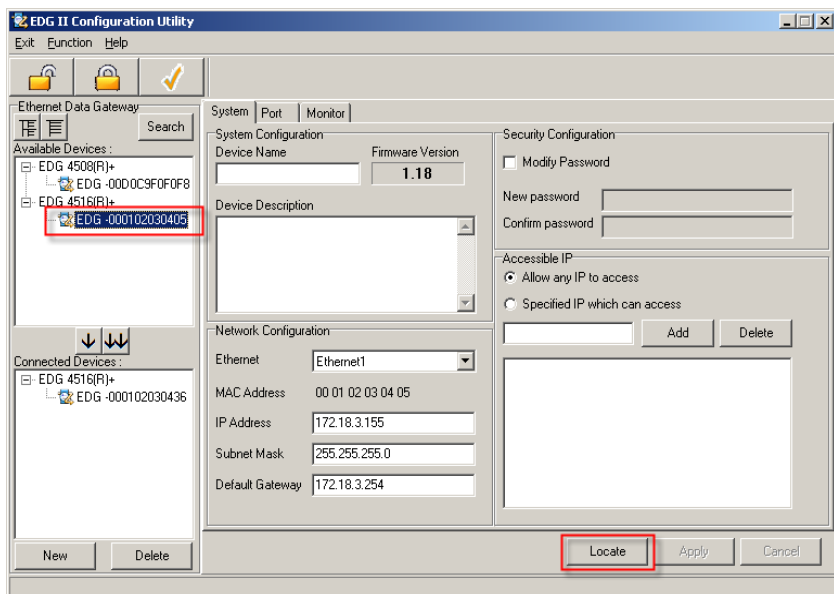 EDG II Configuration Utility
Exit Function Help
Ethernet Data Gateway
Search
Available Devices :
EDG 4508(R)+
EDG -00D0C9F0F0F8
EDG 4516(R)+
EDG -000102030405
Connected Devices :
EDG 4516(R)+
EDG -000102030436
New Delete
System Port Monitor
System Configuration
Device Name Firmware Version
1.18
Device Description
Network Configuration
Ethernet Ethernet1
MAC Address 00 01 02 03 04 05
IP Address 172.18.3.155
Subnet Mask 255.255.255.0
Default Gateway 172.18.3.254
Security Configuration
Modify Password
New password
Confirm password
Accessible IP
Allow any IP to access
Specified IP which can access
Add Delete
Locate Apply Cancel